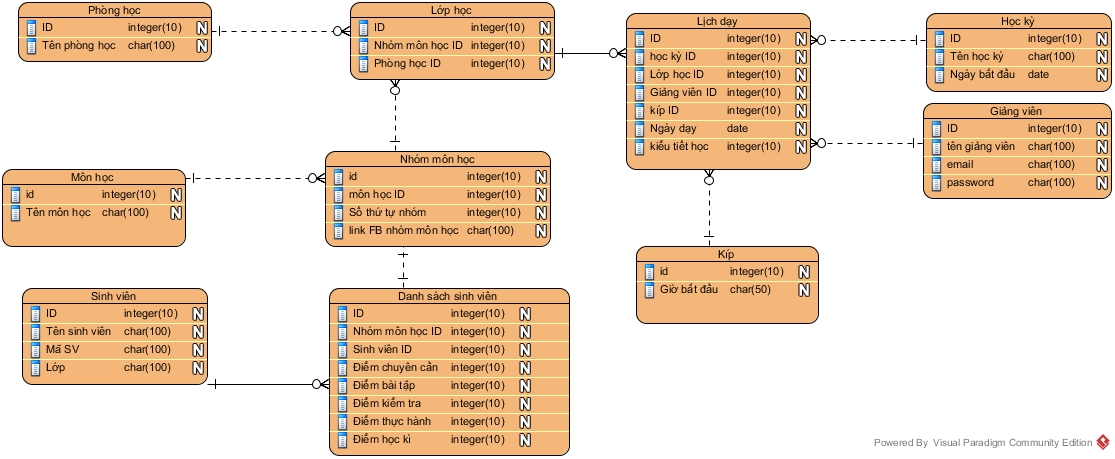 Phòng học
ID integer(10) N
Tên phòng học char(100) N
Lớp học
ID integer(10) N
Nhóm môn học ID integer(10) N
Phòng học ID integer(10) N
Lịch dạy
ID integer(10) N
học kỳ ID integer(10) N
Lớp học ID integer(10) N
Giảng viên ID integer(10) N
kíp ID integer(10) N
Ngày dạy date N
kiểu tiết học integer(10) N
Học kỳ
ID integer(10) N
Tên học kỳ char(100) N
Ngày bắt đầu date N
Giảng viên
ID integer(10) N
tên giảng viên char(100) N
email char(100) N
password char(100) N
Môn học
id integer(10) N
Tên môn học char(100) N
Nhóm môn học
id integer(10) N
môn học ID integer(10) N
Số thứ tự nhóm integer(10) N
link FB nhóm môn học char(100) N
Kíp
id integer(10) N
Giờ bắt đầu char(50) N
Sinh viên
ID integer(10) N
Tên sinh viên char(100) N
Mã SV char(100) N
Lớp char(100) N
Danh sách sinh viên
ID integer(10) N
Nhóm môn học ID integer(10) N
Sinh viên ID integer(10) N
Điểm chuyên cần integer(10) N
Điểm bài tập integer(10) N
Điểm kiểm tra integer(10) N
Điểm thực hành integer(10) N
Điểm học kì integer(10) N
Powered By Visual Paradigm Community Edition